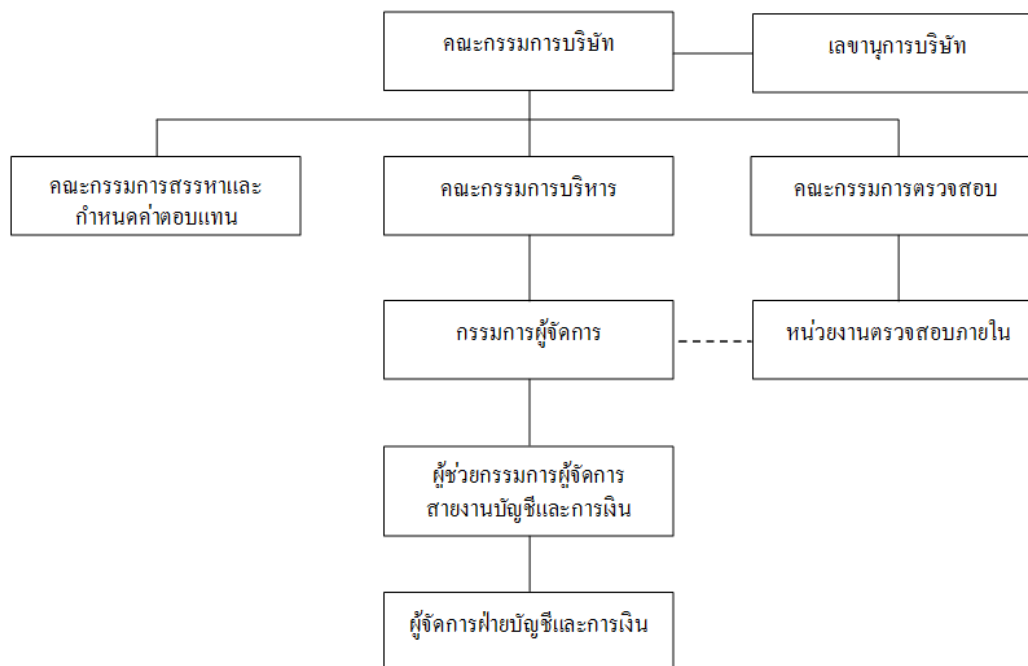 คณะกรรมการบริษัท
เลขานุการบริษัท
คณะกรรมการสรรหาและ
กำหนดค่าตอบแทน
คณะกรรมการบริหาร
คณะกรรมการตรวจสอบ
กรรมการผู้จัดการ
หน่วยงานตรวจสอบภายใน
ผู้ช่วยกรรมการผู้จัดการ
สายงานบัญชีและการเงิน
ผู้จัดการฝ่ายบัญชีและการเงิน